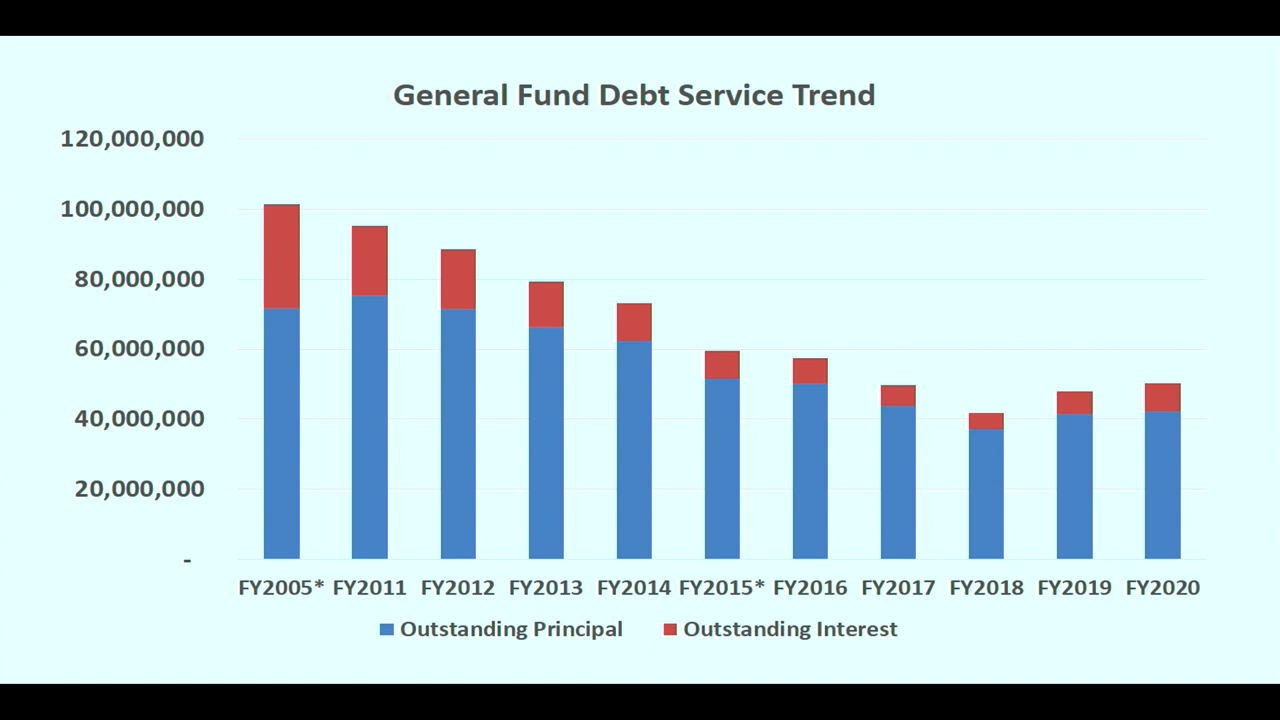 General Fund Debt Service Trend
120,000,000
100,000,000
80,000,000
60,000,000
40,000,000
20,000,000
-
FY2005* FY2011 FY2012 FY2013 FY2014 FY2015* FY2016 FY2017 FY2018 FY2019 FY2020
Outstanding Principal Outstanding Interest